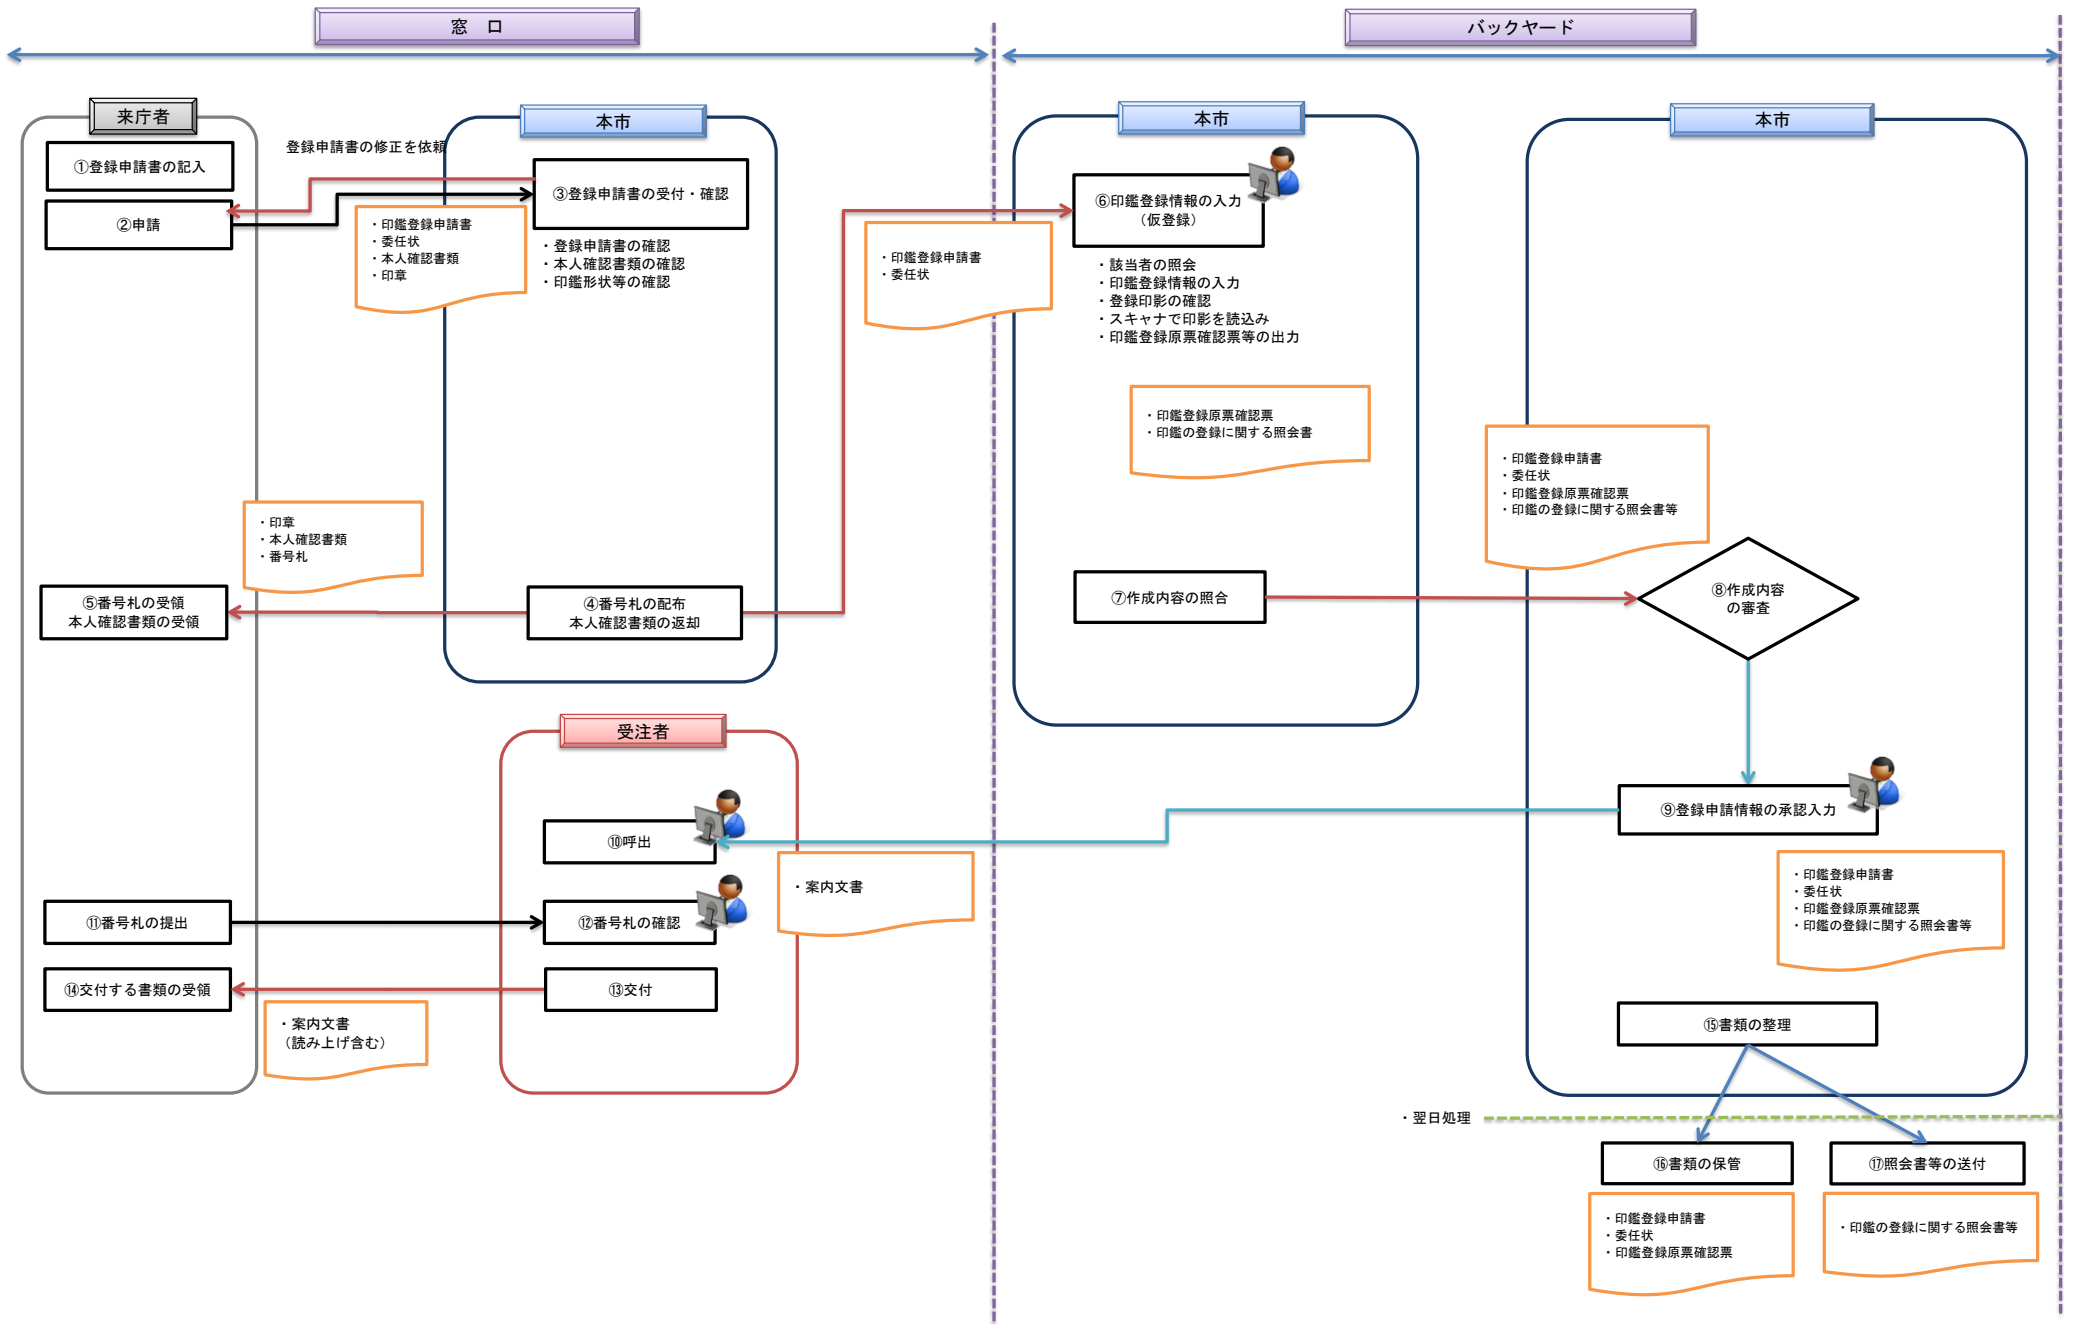 窓　口
バックヤード
来庁者
本市
本市
本市
①登録申請書の記入
②申請
登録申請書の修正を依頼
③登録申請書の受付・確認
・印鑑登録申請書
・委任状
・本人確認書類
・印章
・登録申請書の確認
・本人確認書類の確認
・印鑑形状等の確認
・印鑑登録申請書
・委任状
⑥印鑑登録情報の入力
（仮登録）
・該当者の照会
・印鑑登録情報の入力
・登録印影の確認
・スキャナで印影を読込み
・印鑑登録原票確認票等の出力
・印鑑登録原票確認票
・印鑑の登録に関する照会書
・印鑑登録申請書
・委任状
・印鑑登録原票確認票
・印鑑の登録に関する照会書等
・印章
・本人確認書類
・番号札
⑤番号札の受領
本人確認書類の受領
④番号札の配布
本人確認書類の返却
⑦作成内容の照合
⑧作成内容
の審査
受注者
⑨登録申請情報の承認入力
⑩呼出
・案内文書
・印鑑登録申請書
・委任状
・印鑑登録原票確認票
・印鑑の登録に関する照会書等
⑪番号札の提出
⑫番号札の確認
⑭交付する書類の受領
⑬交付
・案内文書
（読み上げ含む）
⑮書類の整理
・翌日処理
⑯書類の保管
⑰照会書等の送付
・印鑑登録申請書
・委任状
・印鑑登録原票確認票
・印鑑の登録に関する照会書等